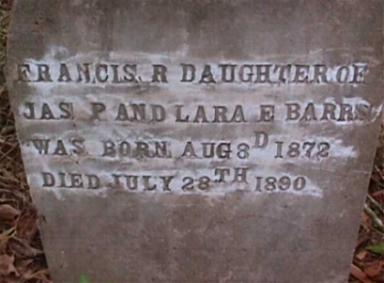 FRANCIS. R DAUGHTER OF
JAS P AND LARA E BARRS
WAS BORN AUG 8D 1872
DIED JULY 28TH 1890